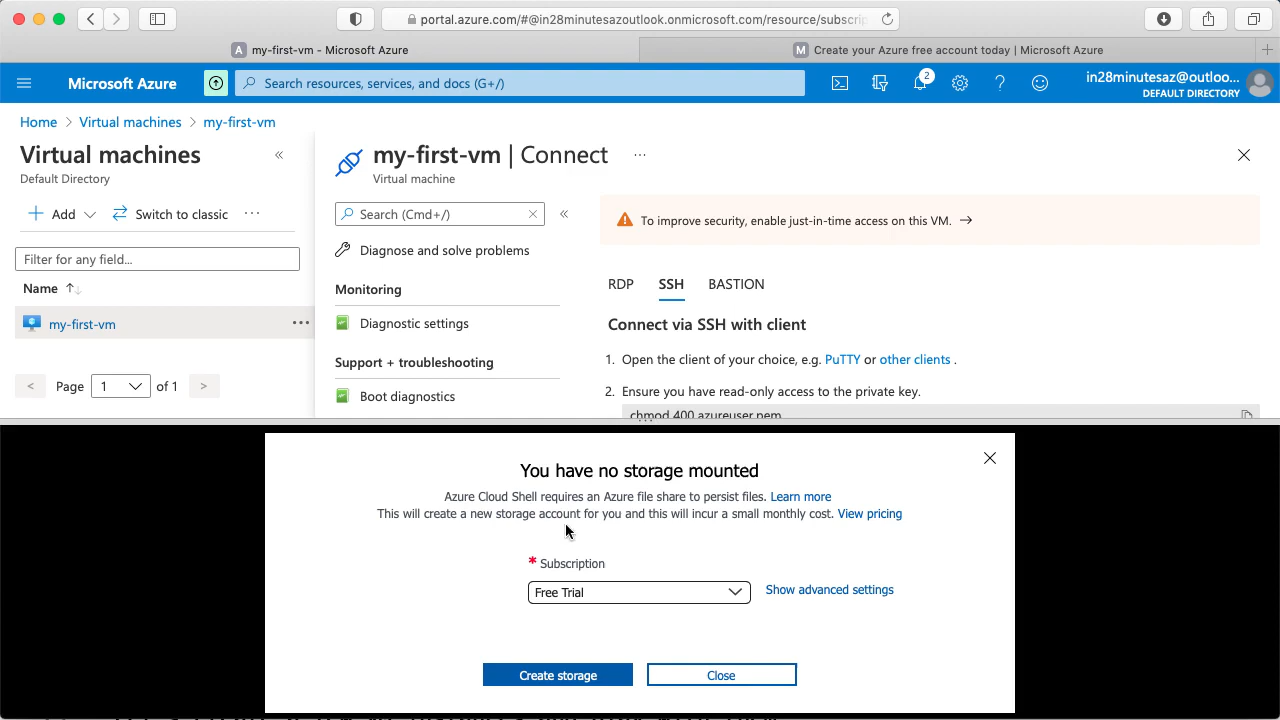 portal.azure.com/#@in28minutesazoutlook.onmicrosoft.com/resource/subscrip
my-first-vm - Microsoft Azure
Create your Azure free account today | Microsoft Azure
Microsoft Azure
Search resources, services, and docs (G+/)
2
in28minutesaz@outloo...
DEFAULT DIRECTORY
Home > Virtual machines > my-first-vm
Virtual machines
Default Directory
Add
Switch to classic
Filter for any field...
Name
my-first-vm
< Page 1 of 1 >
my-first-vm | Connect
Virtual machine
Search (Cmd+/)
Diagnose and solve problems
Monitoring
Diagnostic settings
Support + troubleshooting
Boot diagnostics
To improve security, enable just-in-time access on this VM. →
RDP SSH BASTION
Connect via SSH with client
1. Open the client of your choice, e.g. PuTTY or other clients .
2. Ensure you have read-only access to the private key.
chmod 400 azureuser.pem
You have no storage mounted
Azure Cloud Shell requires an Azure file share to persist files. Learn more
This will create a new storage account for you and this will incur a small monthly cost. View pricing
* Subscription
Free Trial
Show advanced settings
Create storage
Close